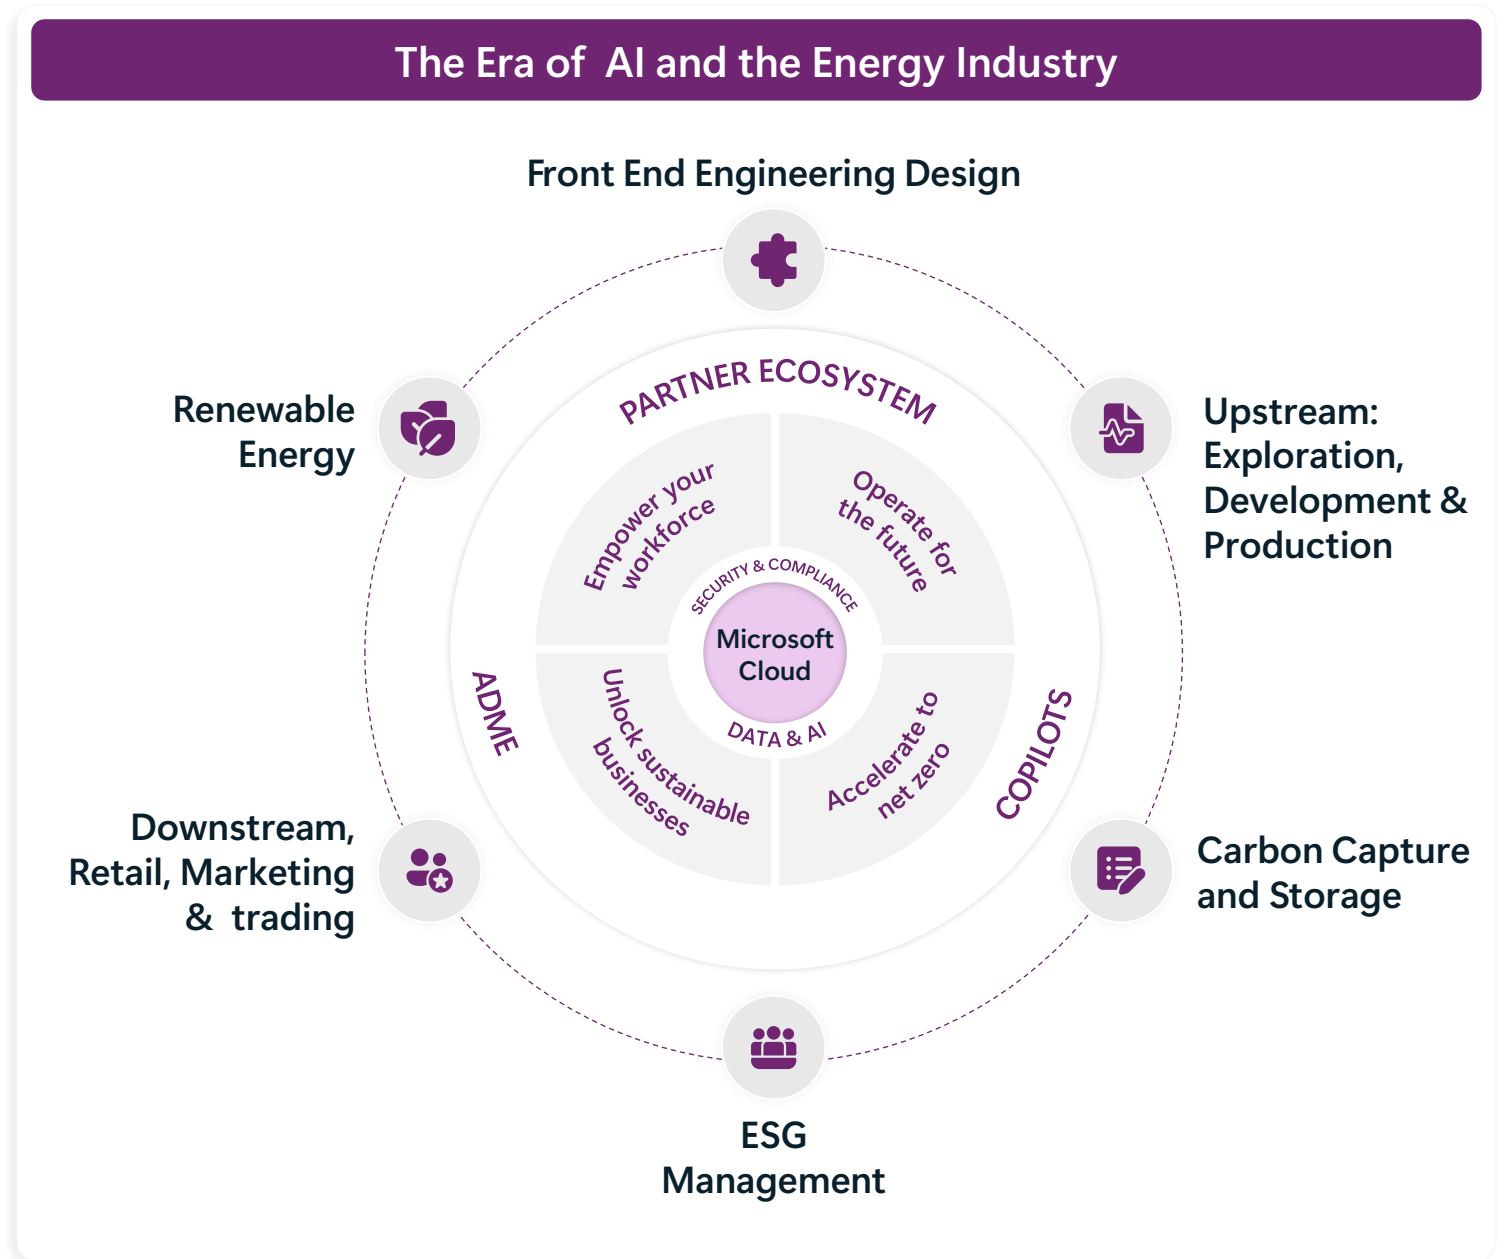 The Era of  AI and the Energy Industry
Front End Engineering Design
Renewable
Energy
Upstream:
Exploration,
Development &
Production
PARTNER ECOSYSTEM
Empower your
workforce
Operate for
the future
SECURITY & COMPLIANCE
Microsoft
Cloud
DATA & AI
ADME
Unlock sustainable
businesses
Accelerate to
net zero
COPILOTS
Downstream,
Retail, Marketing
&  trading
Carbon Capture
and Storage
ESG
Management